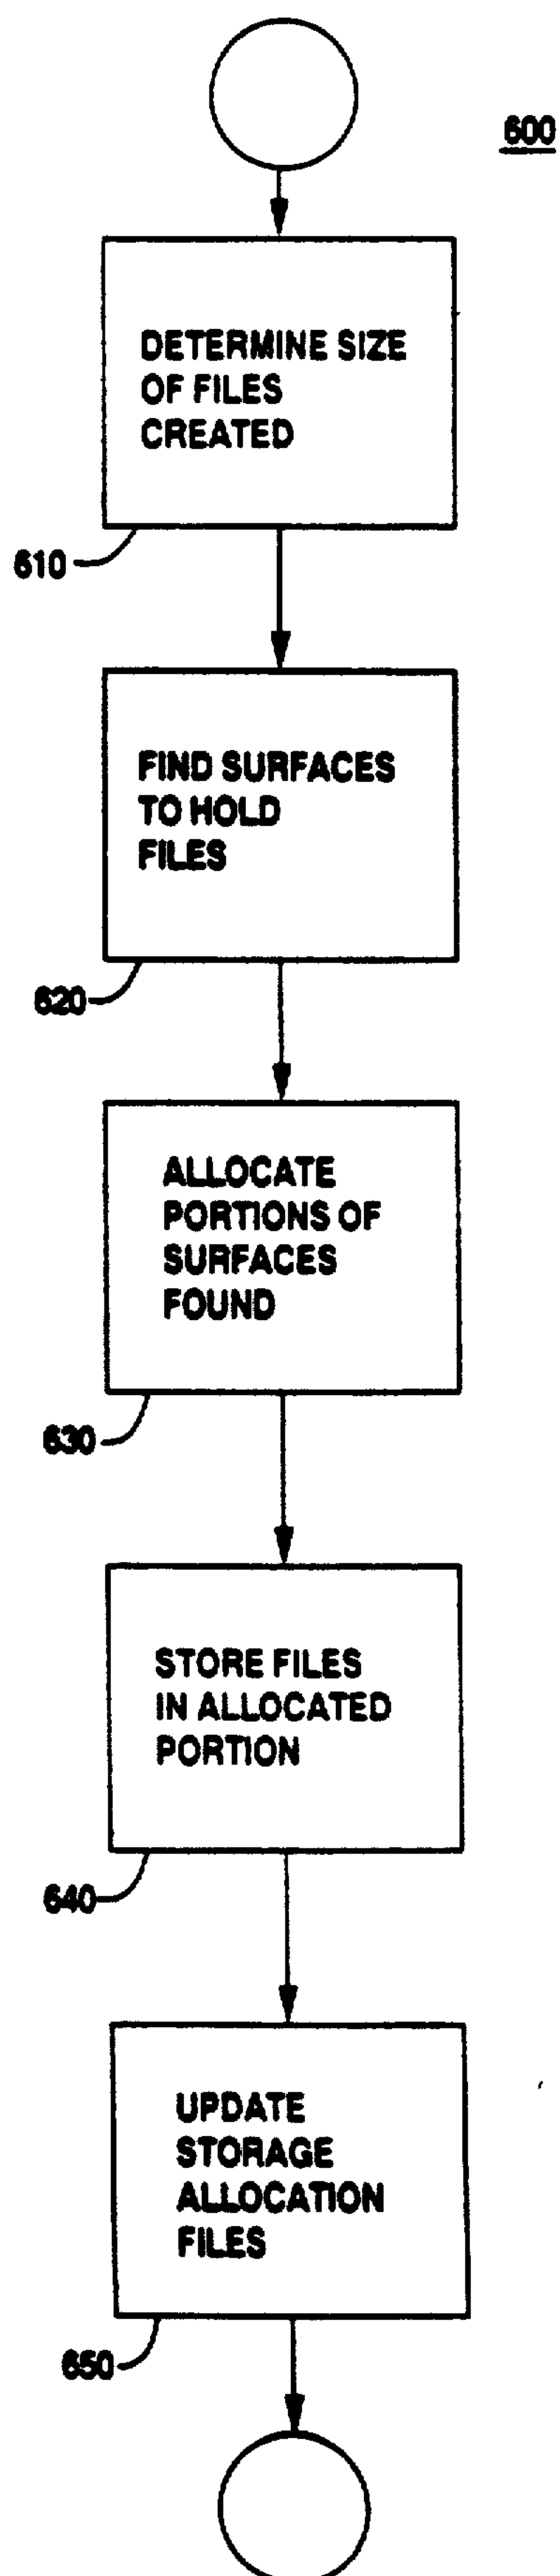 600
DETERMINE SIZE
OF FILES
CREATED
610
FIND SURFACES
TO HOLD
FILES
620
ALLOCATE
PORTIONS OF
SURFACES
FOUND
630
STORE FILES
IN ALLOCATED
PORTION
640
UPDATE
STORAGE
ALLOCATION
FILES
650